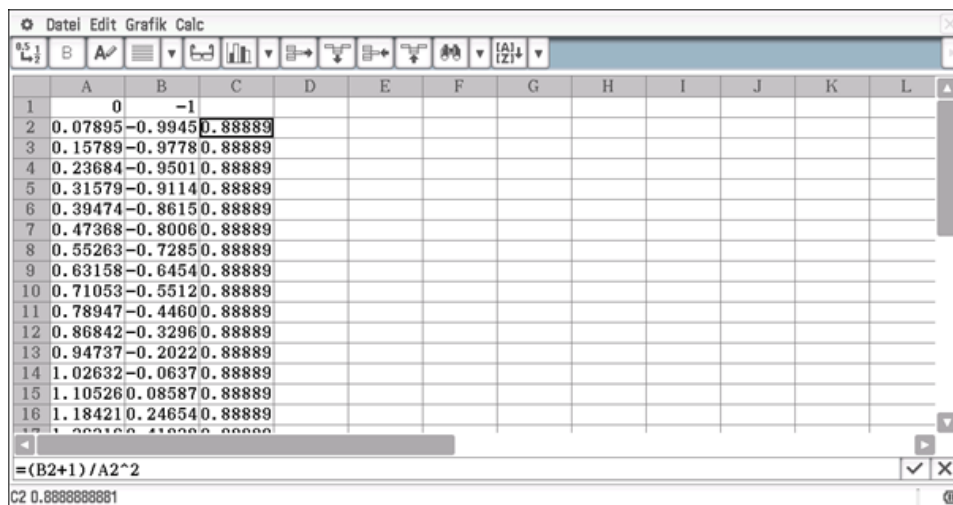 Datei Edit Grafik Calc
0.5 1 2 B A [A] [Z]
A B C D E F G H I J K L
1 0 -1
2 0.07895 -0.9945 0.88889
3 0.15789 -0.9778 0.88889
4 0.23684 -0.9501 0.88889
5 0.31579 -0.9114 0.88889
6 0.39474 -0.8615 0.88889
7 0.47368 -0.8006 0.88889
8 0.55263 -0.7285 0.88889
9 0.63158 -0.6454 0.88889
10 0.71053 -0.5512 0.88889
11 0.78947 -0.4460 0.88889
12 0.86842 -0.3296 0.88889
13 0.94737 -0.2022 0.88889
14 1.02632 -0.0637 0.88889
15 1.10526 0.08587 0.88889
16 1.18421 0.24654 0.88889
=(B2+1)/A2^2
C2 0.8888888881